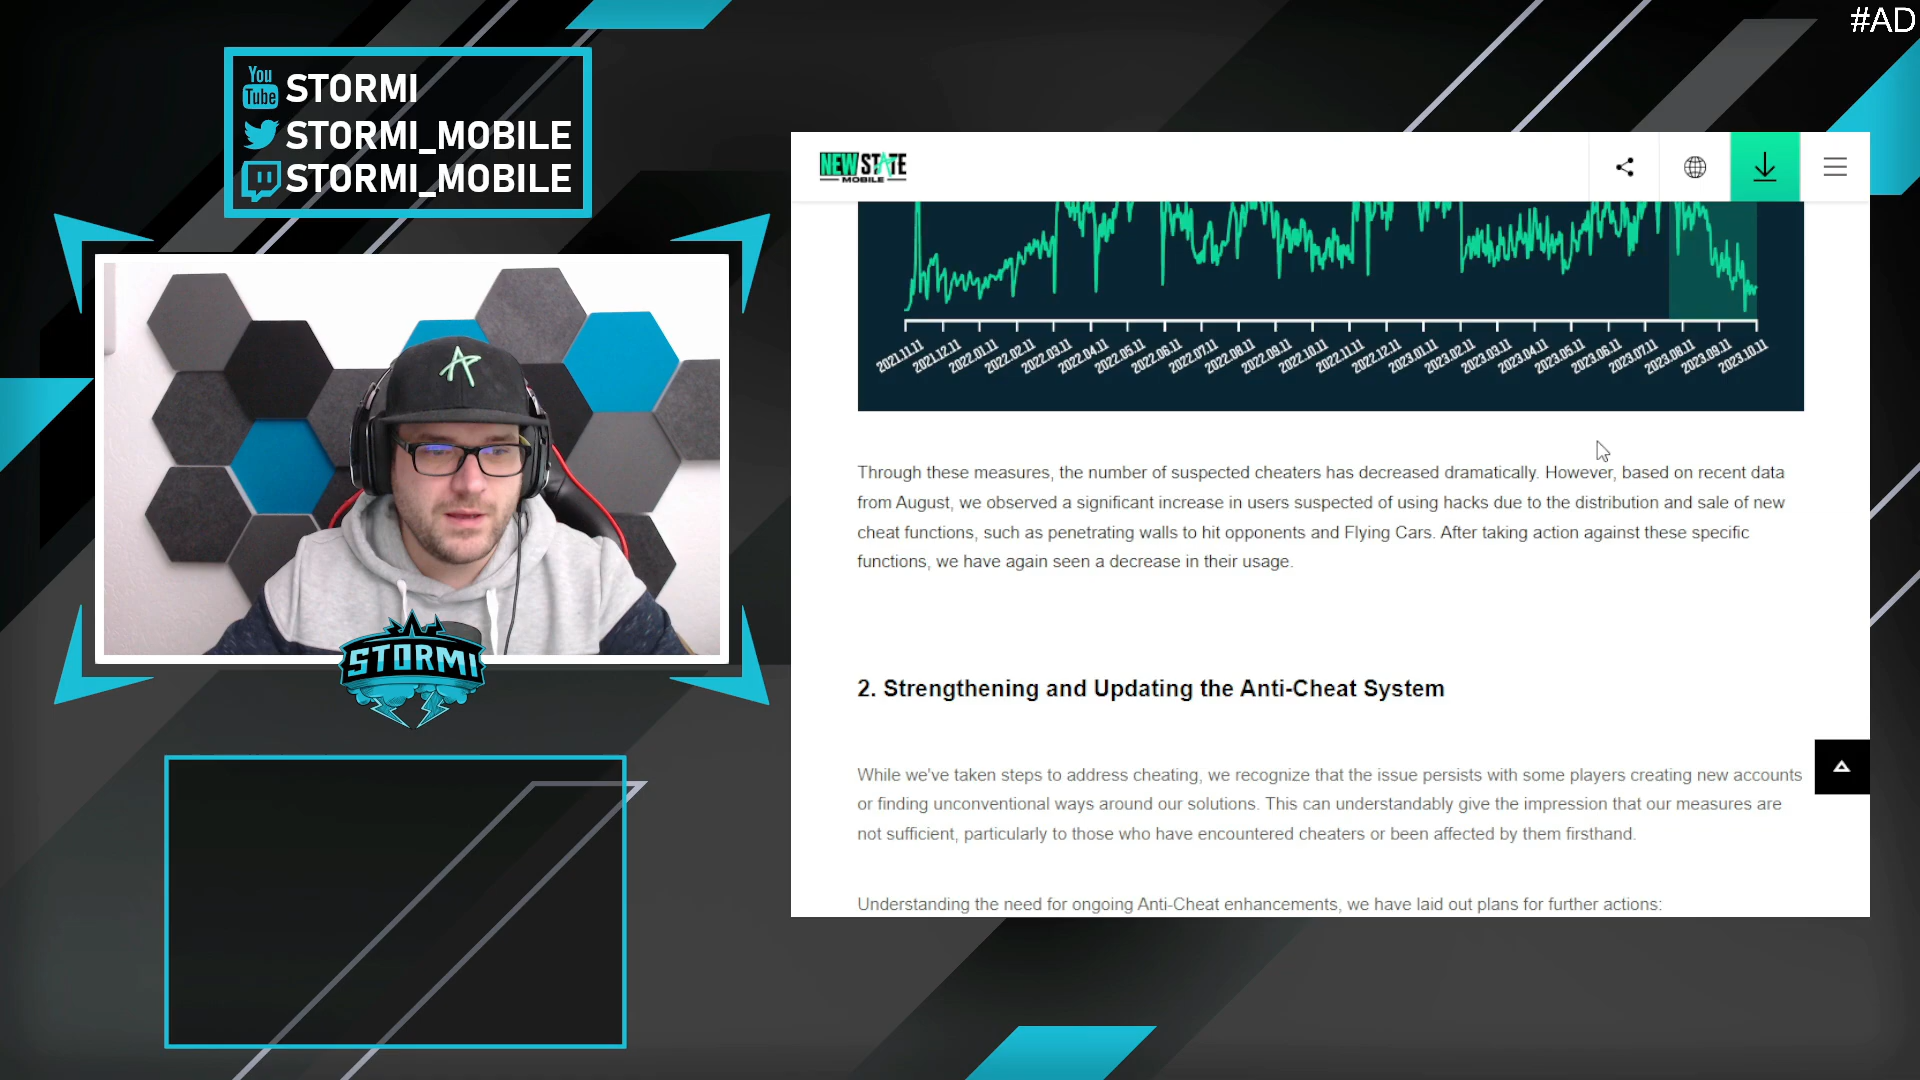 #AD
You
Tube STORMI
STORMI_MOBILE
STORMI_MOBILE
STORMI
NEW STATE
MOBILE
2021.11.11 2021.12.11 2022.01.11 2022.02.11 2022.03.11 2022.04.11 2022.05.11 2022.06.11 2022.07.11 2022.08.11 2022.09.11 2022.10.11 2022.11.11 2022.12.11 2023.01.11 2023.02.11 2023.03.11 2023.04.11 2023.05.11 2023.06.11 2023.07.11 2023.08.11 2023.09.11 2023.10.11
Through these measures, the number of suspected cheaters has decreased dramatically. However, based on recent data
from August, we observed a significant increase in users suspected of using hacks due to the distribution and sale of new
cheat functions, such as penetrating walls to hit opponents and Flying Cars. After taking action against these specific
functions, we have again seen a decrease in their usage.
2. Strengthening and Updating the Anti-Cheat System
While we've taken steps to address cheating, we recognize that the issue persists with some players creating new accounts
or finding unconventional ways around our solutions. This can understandably give the impression that our measures are
not sufficient, particularly to those who have encountered cheaters or been affected by them firsthand.
Understanding the need for ongoing Anti-Cheat enhancements, we have laid out plans for further actions: